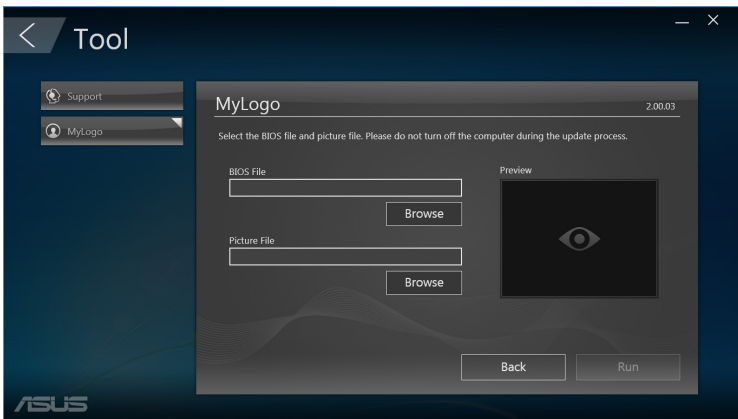 Tool
Support
MyLogo
MyLogo 2.00.03
Select the BIOS file and picture file. Please do not turn off the computer during the update process.
BIOS File
Browse
Picture File
Browse
Preview
Back Run
ASUS